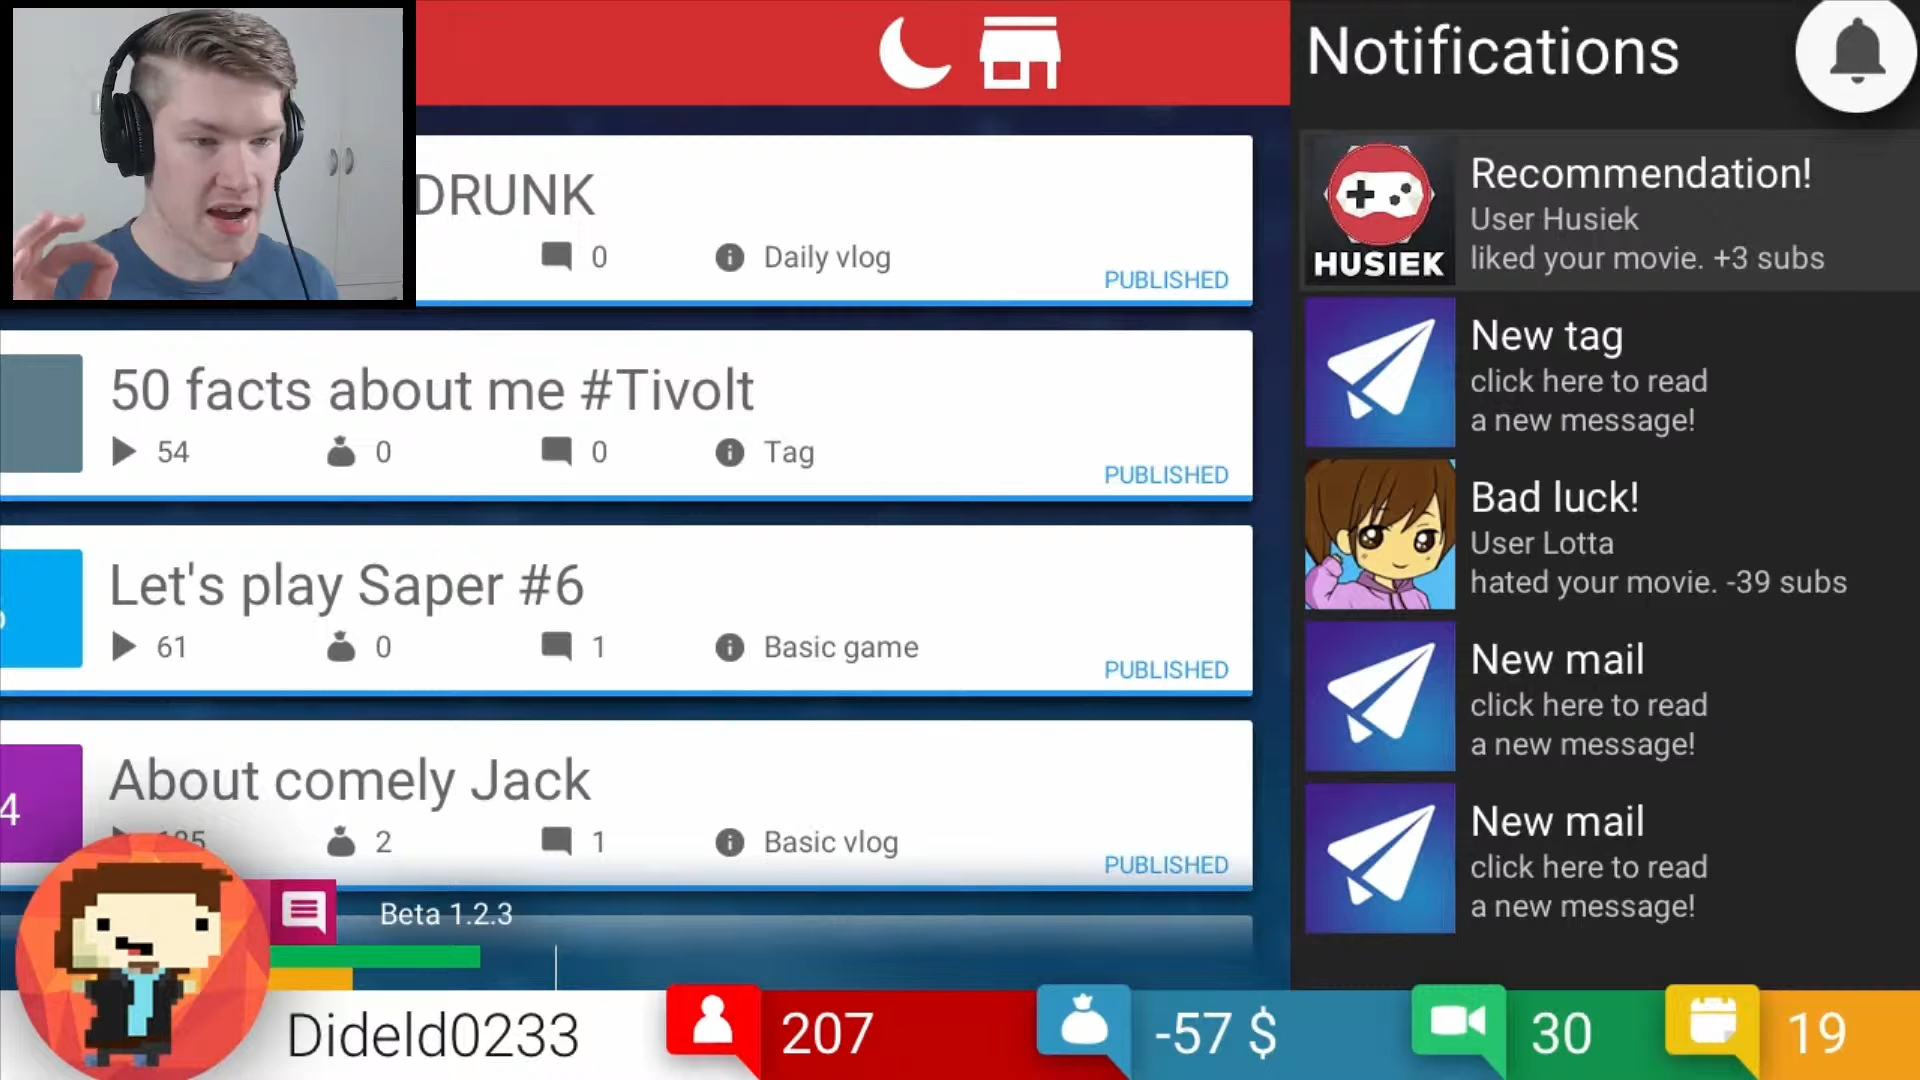 DRUNK
0
Daily vlog
PUBLISHED
50 facts about me #Tivolt
54
0
0
Tag
PUBLISHED
Let's play Saper #6
61
0
1
Basic game
PUBLISHED
About comely Jack
4
2
1
Basic vlog
PUBLISHED
Beta 1.2.3
Dideld0233
207
-57 $
30
19
Notifications
HUSIEK
Recommendation!
User Husiek
liked your movie. +3 subs
New tag
click here to read
a new message!
Bad luck!
User Lotta
hated your movie. -39 subs
New mail
click here to read
a new message!
New mail
click here to read
a new message!